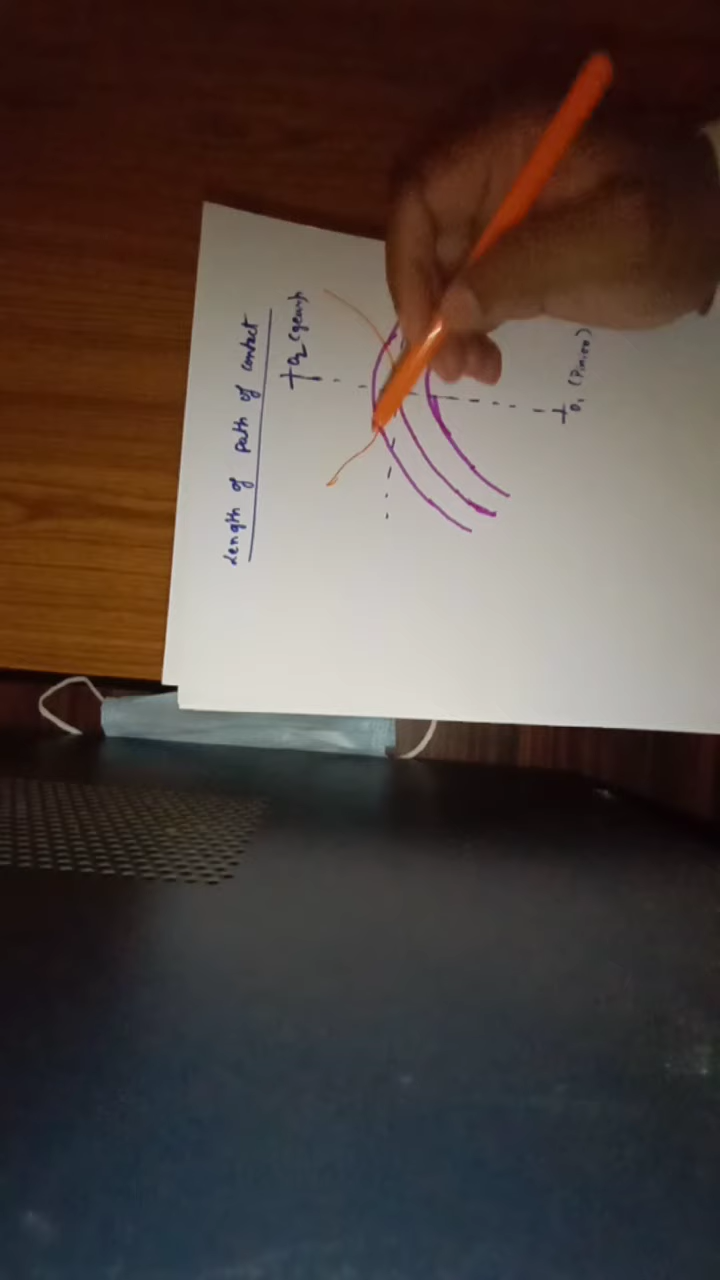 Length of path of contact
O2 (gear)
O1 (Pinion)